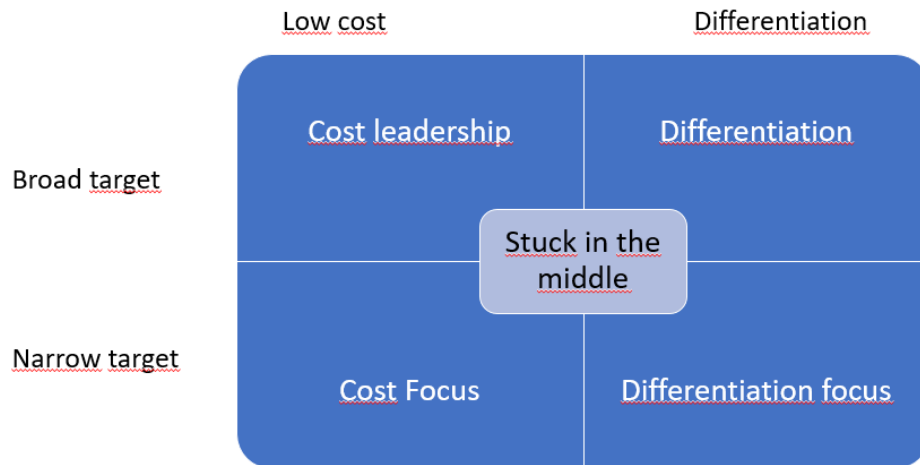 Low cost
Differentiation
Cost leadership
Differentiation
Broad target
Stuck in the
middle
Narrow target
Cost Focus
Differentiation focus